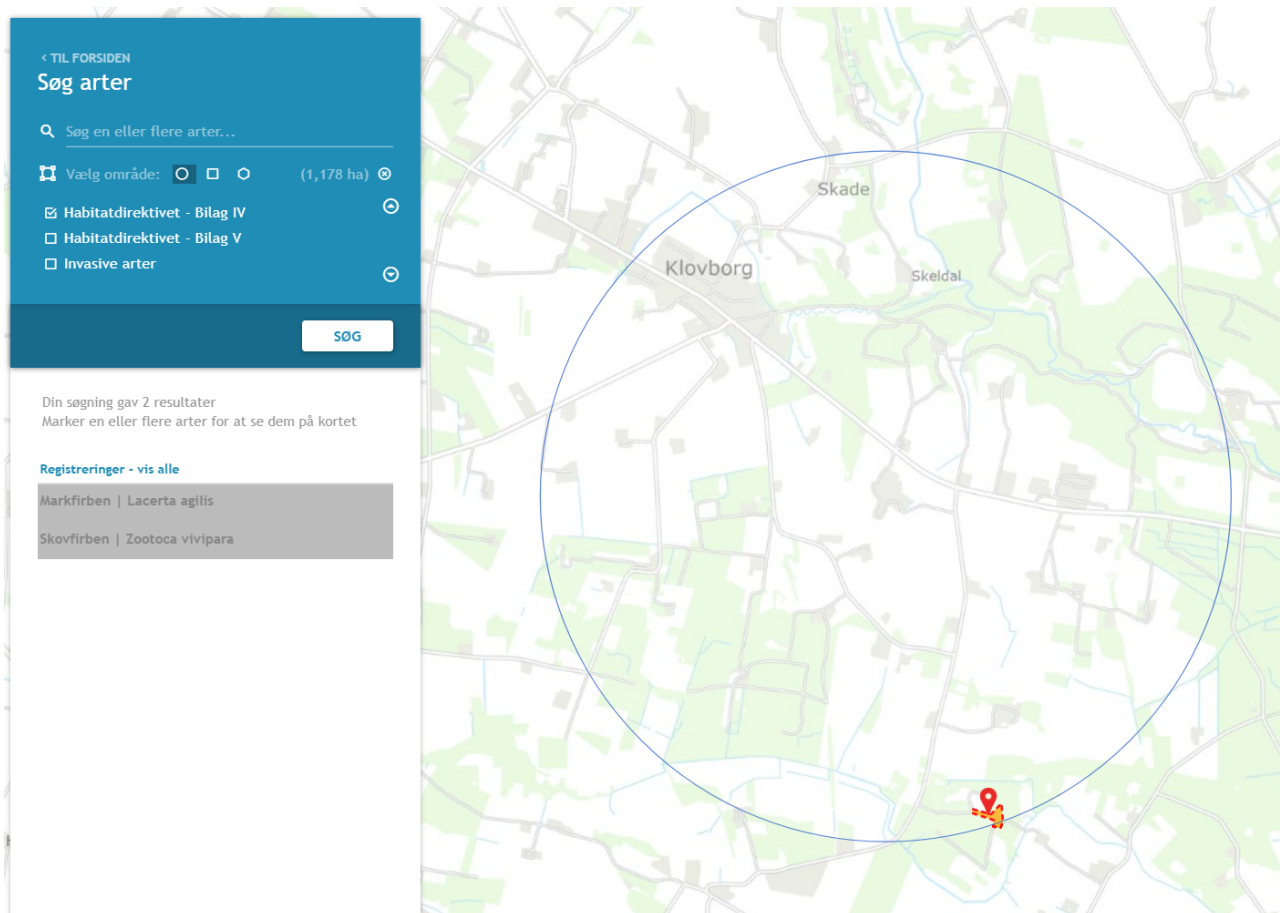 < TIL FORSIDEN
Søg arter
Søg en eller flere arter...
Vælg område: (1,178 ha)
Habitatdirektivet - Bilag IV
Habitatdirektivet - Bilag V
Invasive arter
SØG
Din søgning gav 2 resultater
Marker en eller flere arter for at se dem på kortet
Registreringer - vis alle
Markfirben | Lacerta agilis
Skovfirben | Zootoca vivipara
Skade
Klovborg
Skeldal